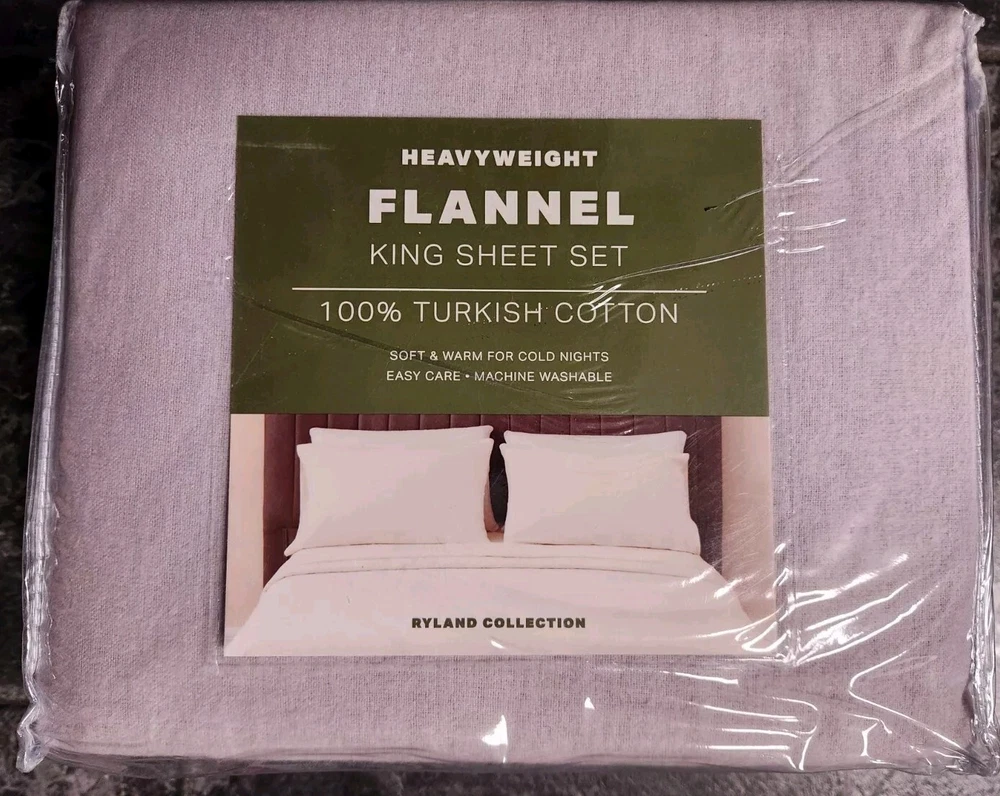 HEAVYWEIGHT
FLANNEL
KING SHEET SET
100% TURKISH COTTON
SOFT & WARM FOR COLD NIGHTS
EASY CARE • MACHINE WASHABLE
RYLAND COLLECTION